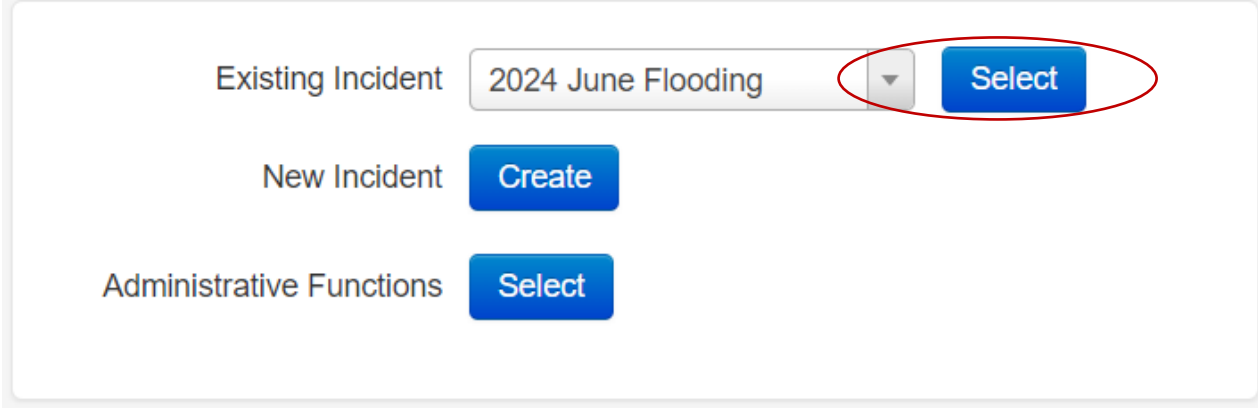 Existing Incident 2024 June Flooding Select
New Incident Create
Administrative Functions Select